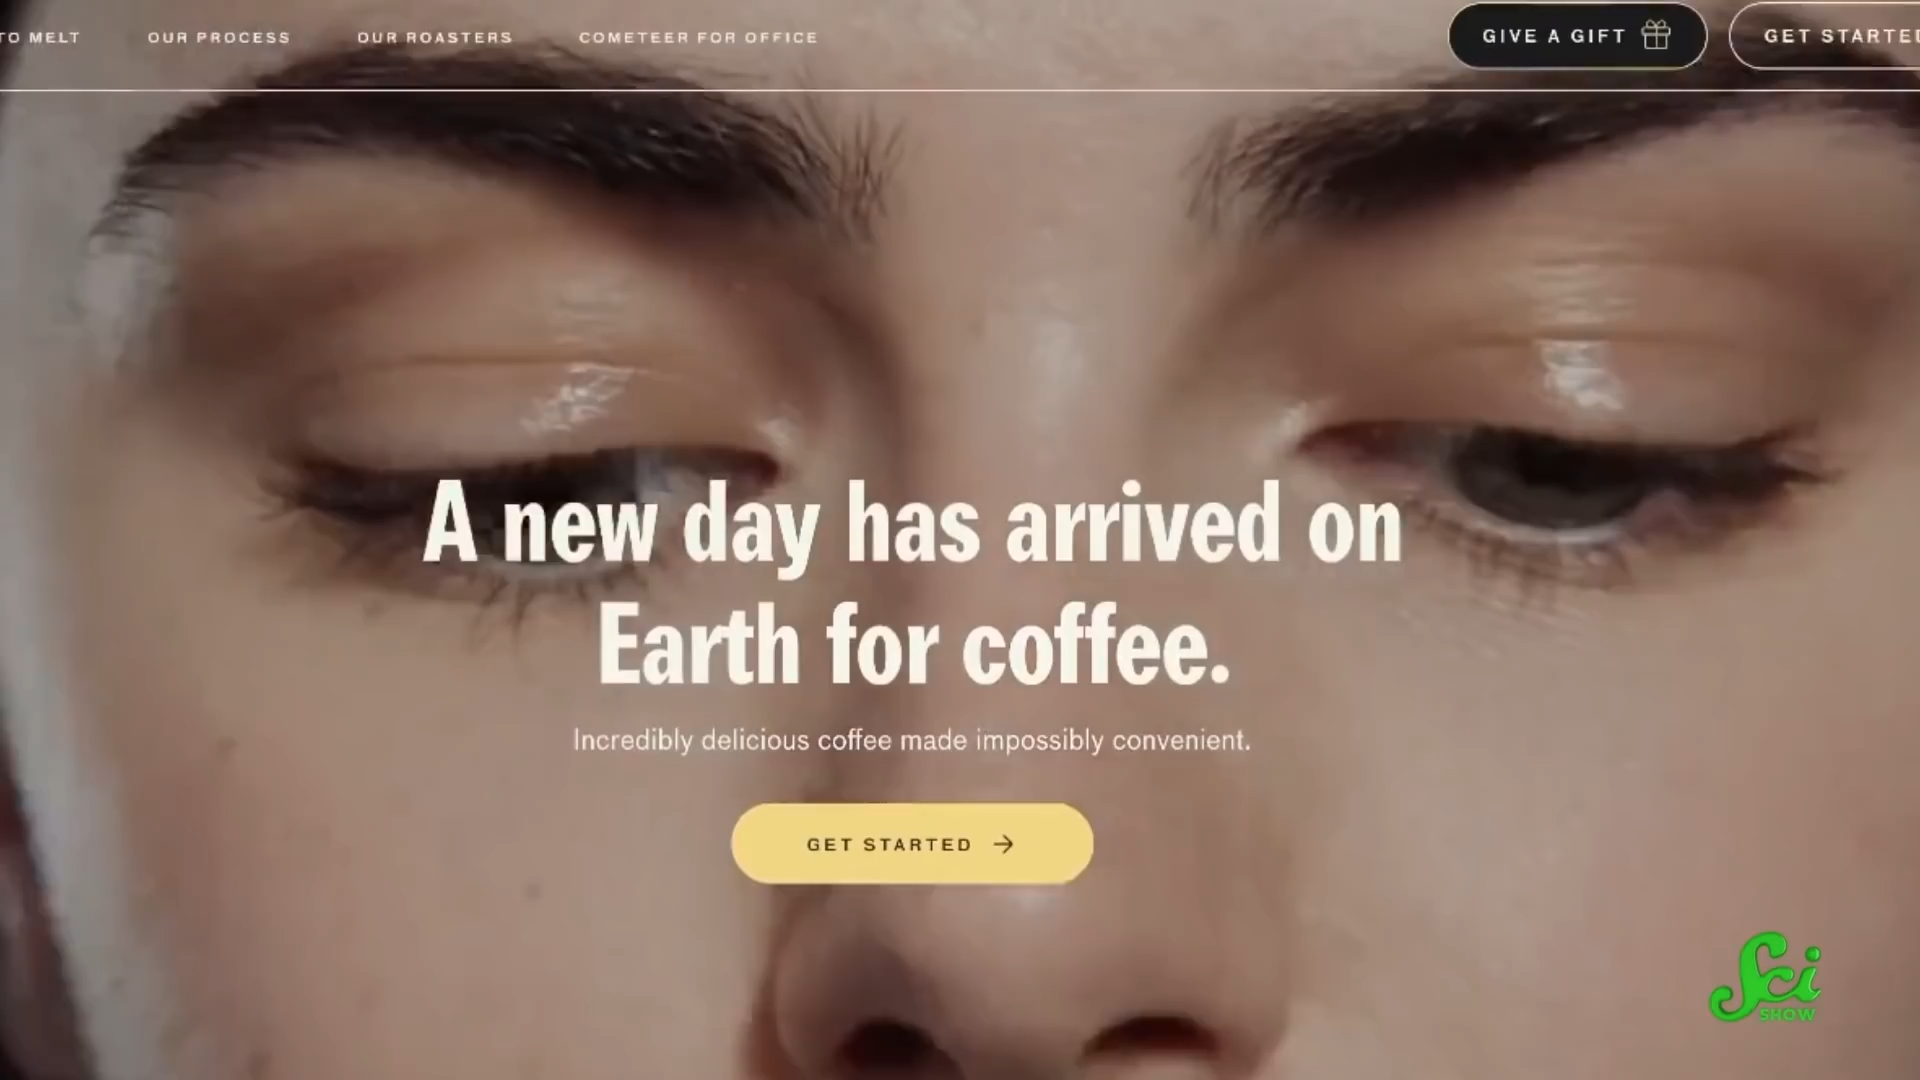 TO MELT
OUR PROCESS
OUR ROASTERS
COMETEER FOR OFFICE
GIVE A GIFT
GET STARTED
A new day has arrived on
Earth for coffee.
Incredibly delicious coffee made impossibly convenient.
GET STARTED
Sci
SHOW